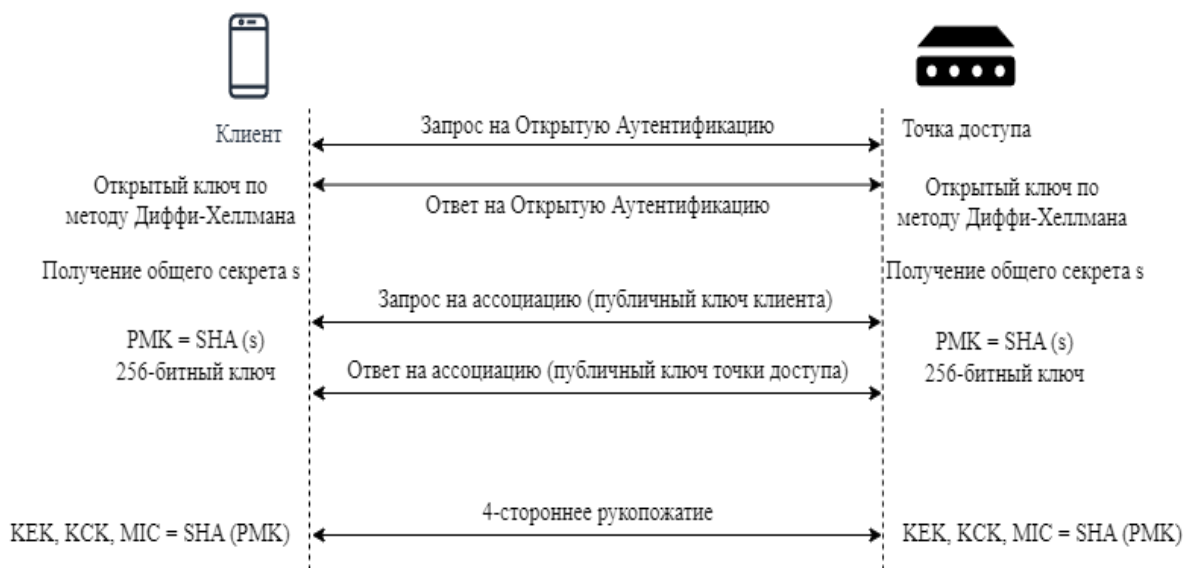 Клиент
Запрос на Открытую Аутентификацию
Точка доступа
Открытый ключ по
методу Диффи-Хеллмана
Ответ на Открытую Аутентификацию
Открытый ключ по
методу Диффи-Хеллмана
Получение общего секрета s
Получение общего секрета s
Запрос на ассоциацию (публичный ключ клиента)
PMK = SHA (s)
256-битный ключ
PMK = SHA (s)
256-битный ключ
Ответ на ассоциацию (публичный ключ точки доступа)
4-стороннее рукопожатие
KEK, KCK, MIC = SHA (PMK)
KEK, KCK, MIC = SHA (PMK)